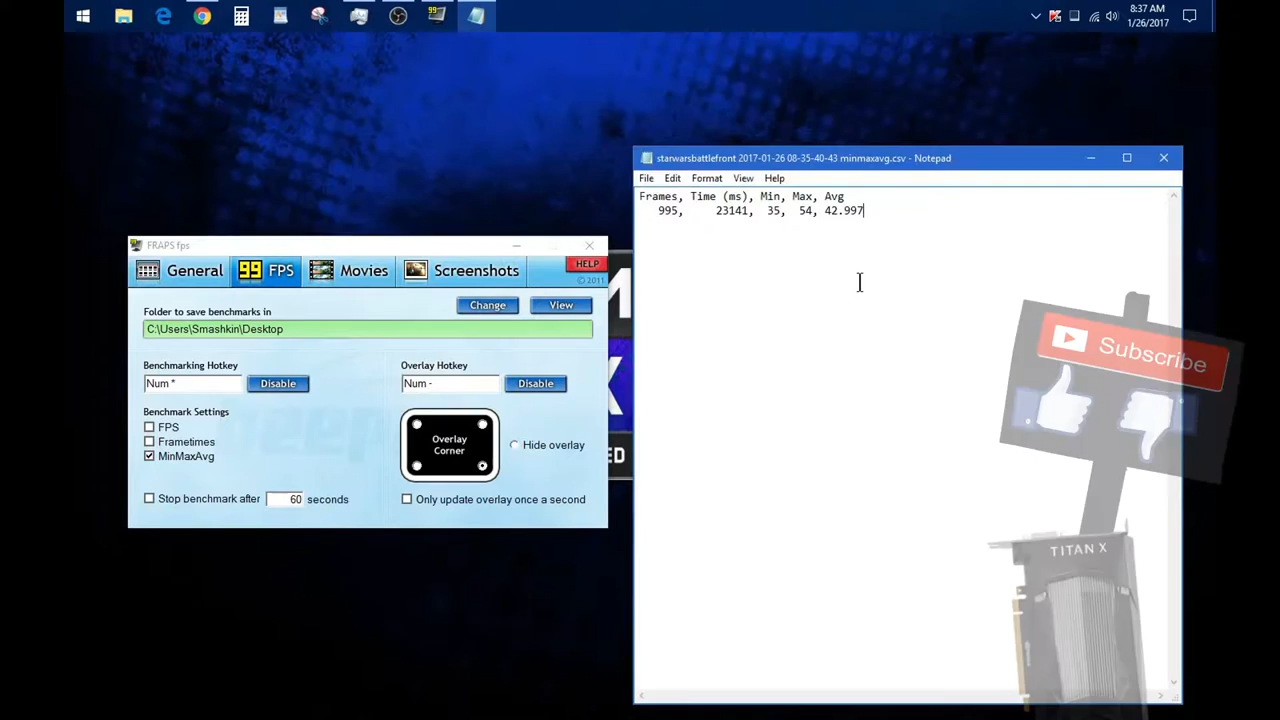 99
8:37 AM
1/26/2017
starwarsbattlefront 2017-01-26 08-35-40-43 minmaxavg.csv - Notepad
File Edit Format View Help
Frames, Time (ms), Min, Max, Avg
995, 23141, 35, 54, 42.997
FRAPS fps
General 99 FPS Movies Screenshots HELP
© 2011
Folder to save benchmarks in Change View
C:\Users\Smashkin\Desktop
Benchmarking Hotkey
Num * Disable
Benchmark Settings
FPS
Frametimes
MinMaxAvg
Stop benchmark after 60 seconds
Overlay Hotkey
Num - Disable
Overlay
Corner
Hide overlay
Only update overlay once a second
M
X
ED
Subscribe
TITAN X